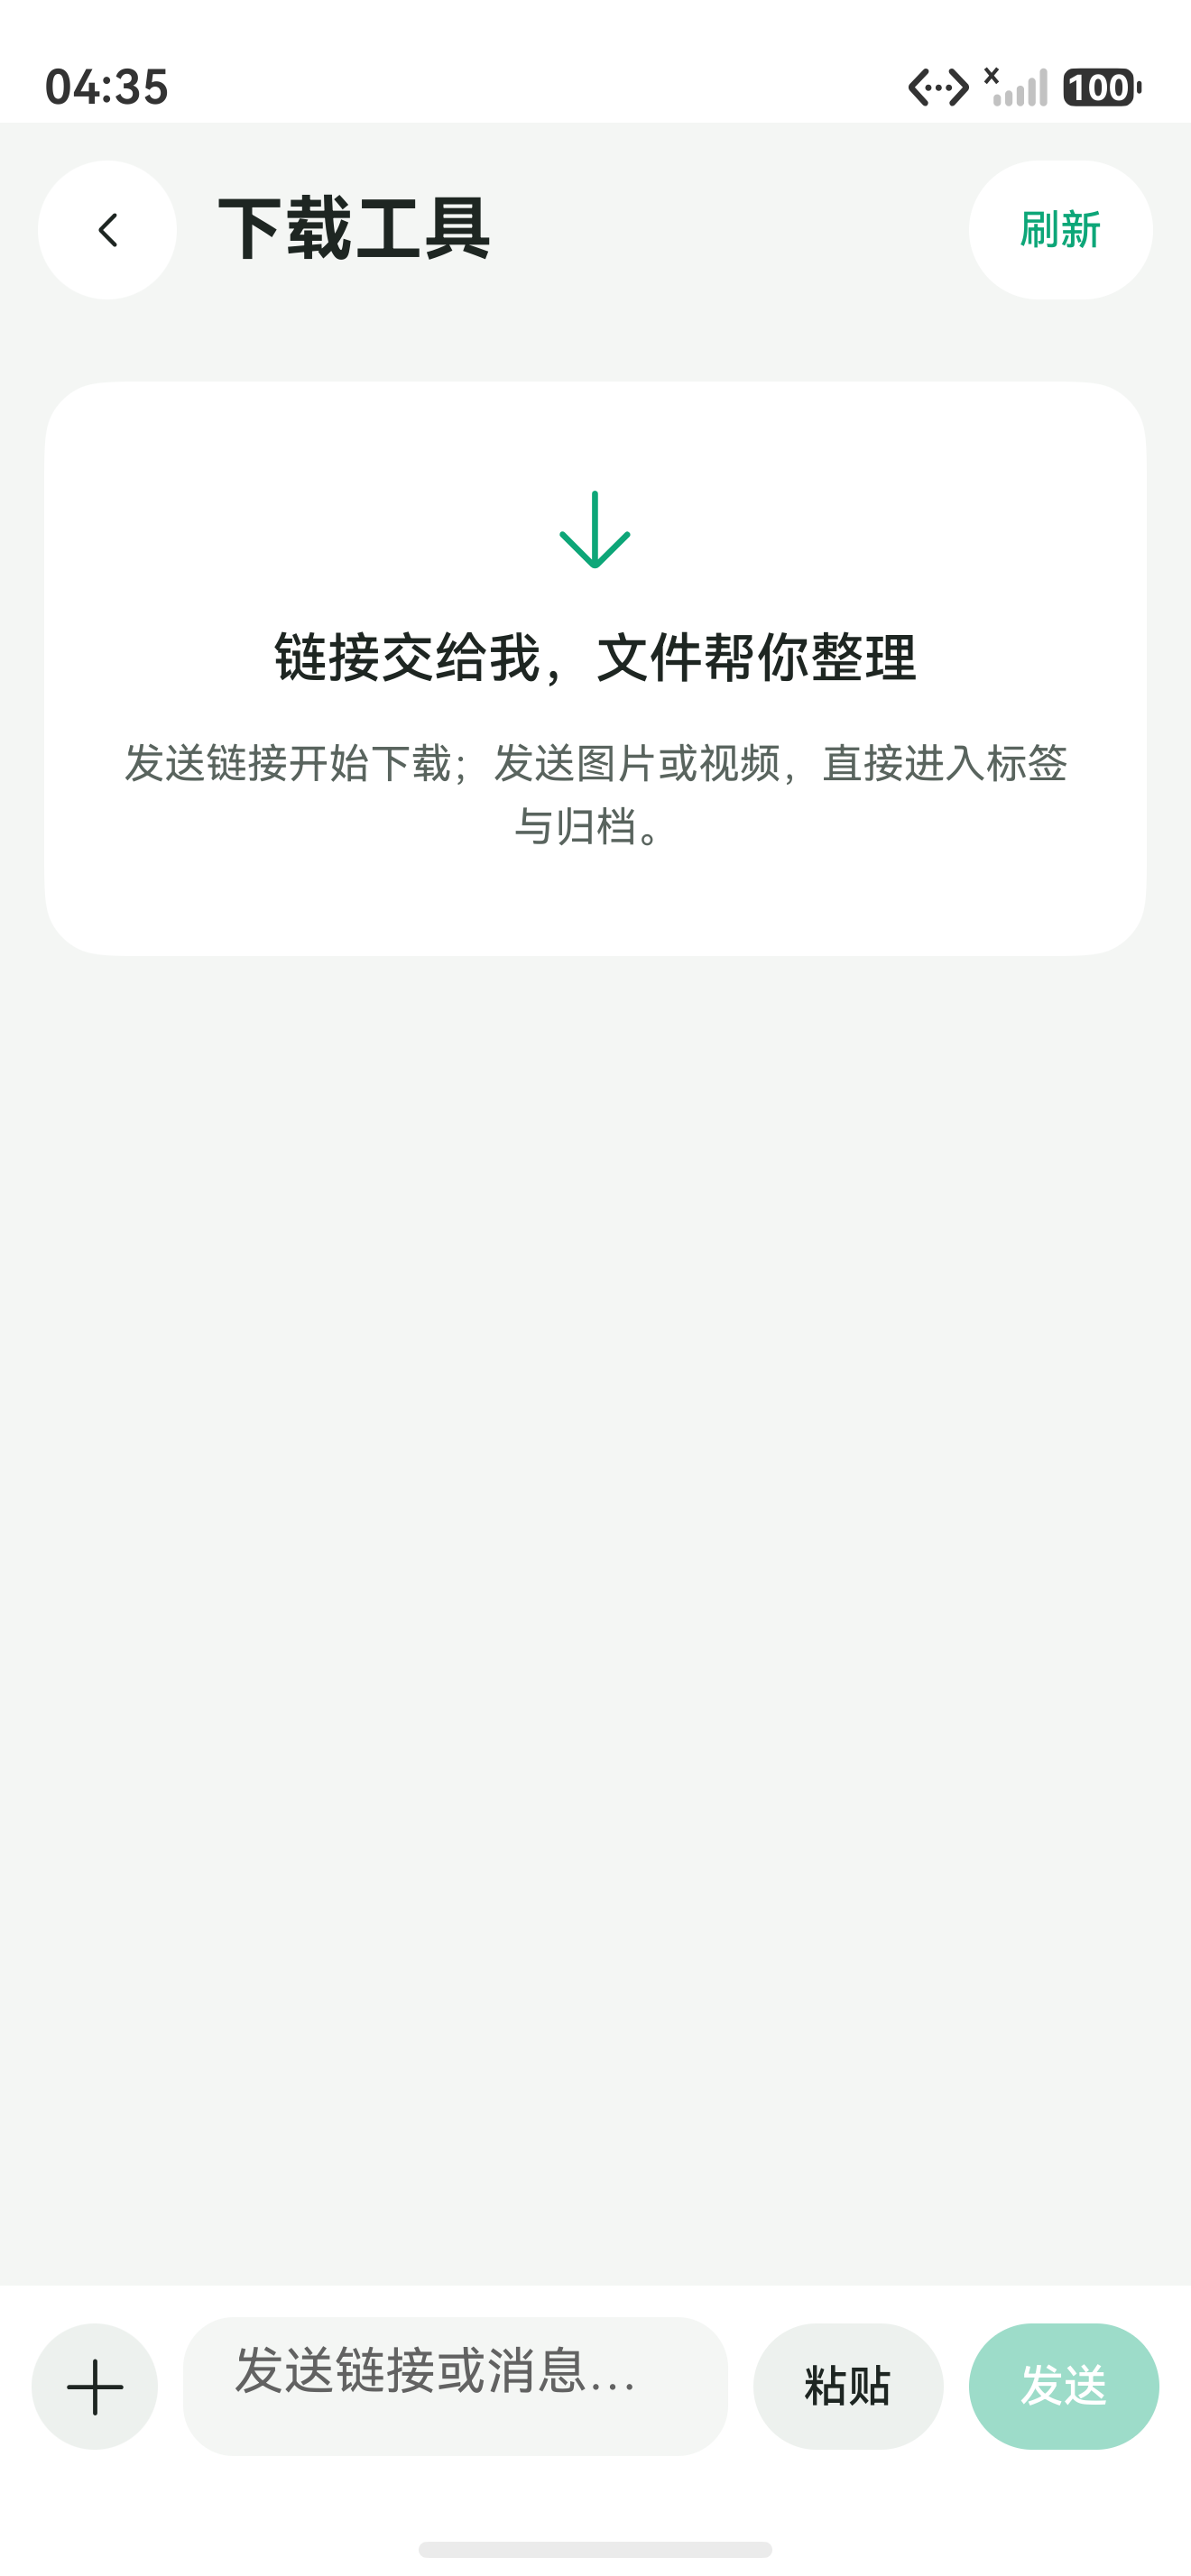 04:35
100
下载工具
刷新
链接交给我，文件帮你整理
发送链接开始下载；发送图片或视频，直接进入标签
与归档。
发送链接或消息…
粘贴
发送